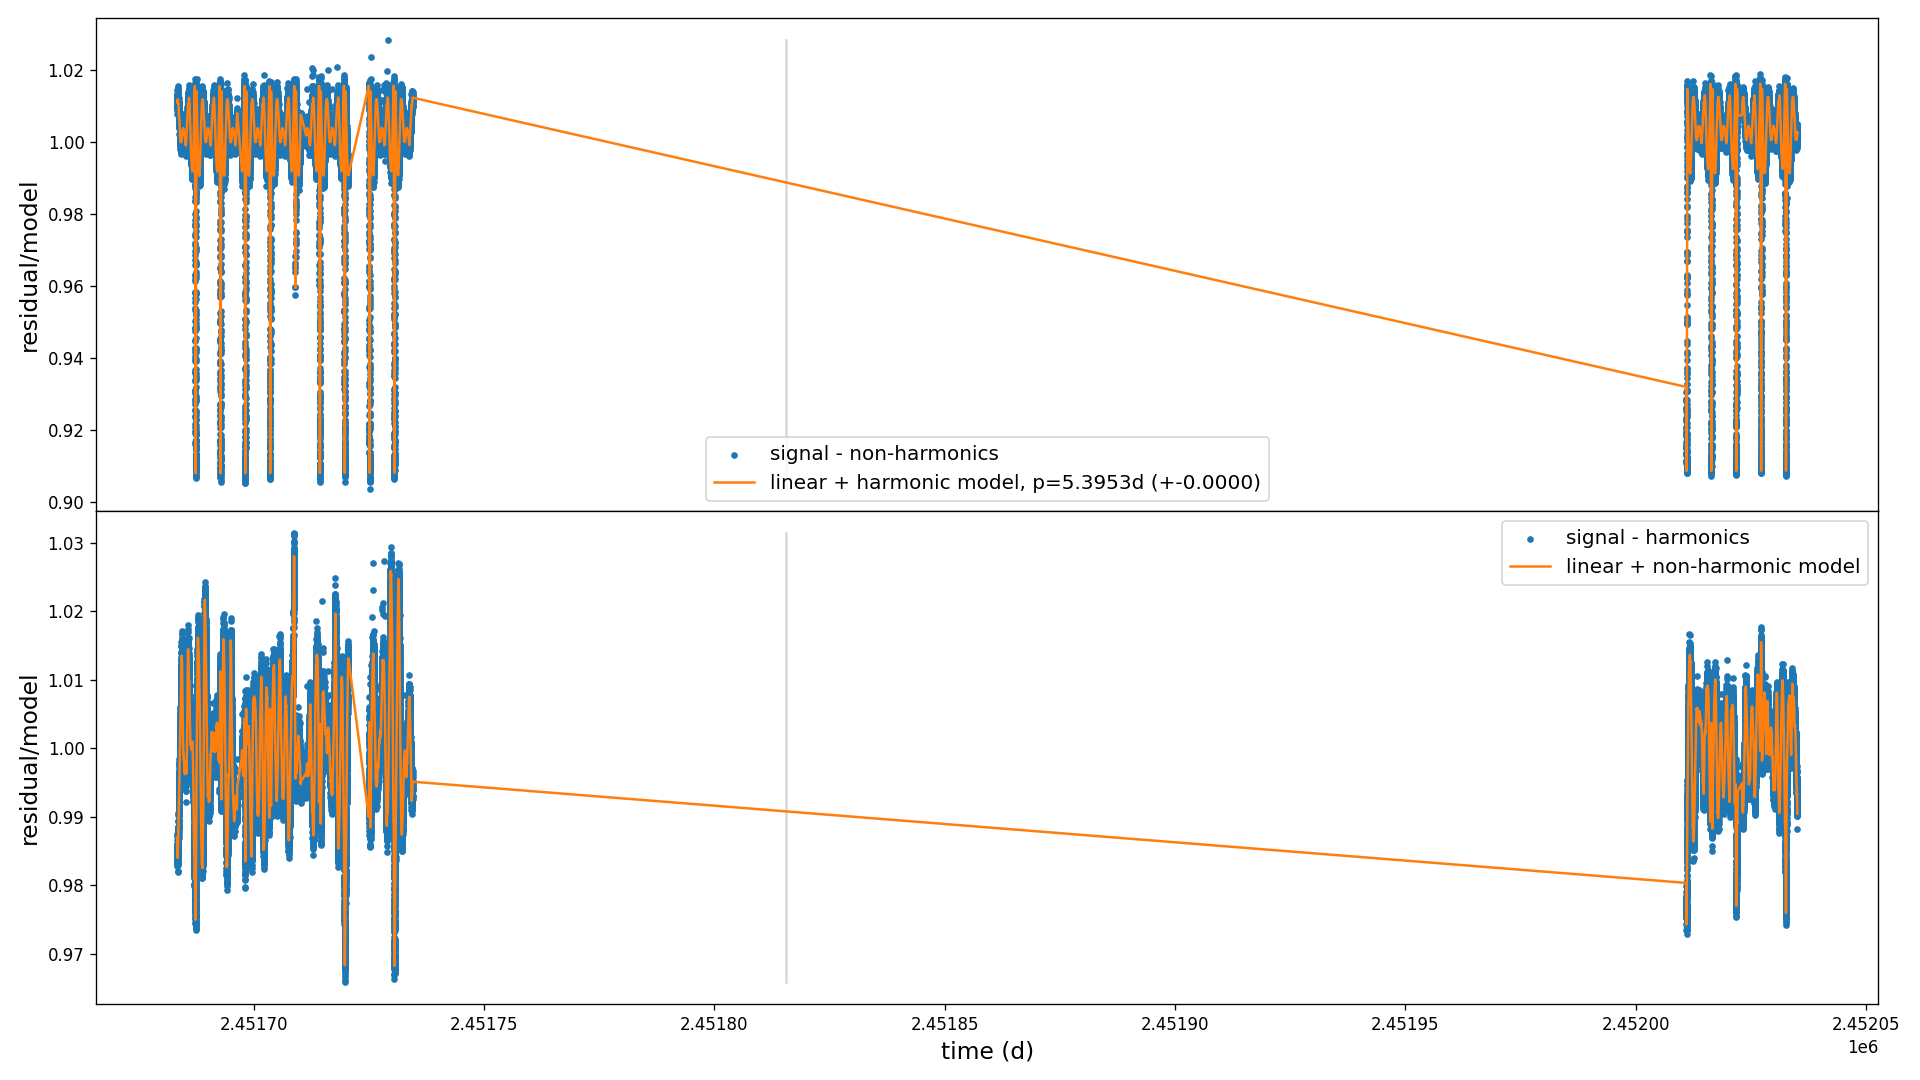 1.02
1.00
0.98
0.96
0.94
0.92
0.90
residual/model
signal - non-harmonics
linear + harmonic model, p=5.3953d (+-0.0000)
1.03
1.02
1.01
1.00
0.99
0.98
0.97
residual/model
signal - harmonics
linear + non-harmonic model
2.45170 2.45175 2.45180 2.45185 2.45190 2.45195 2.45200 2.45205
1e6
time (d)